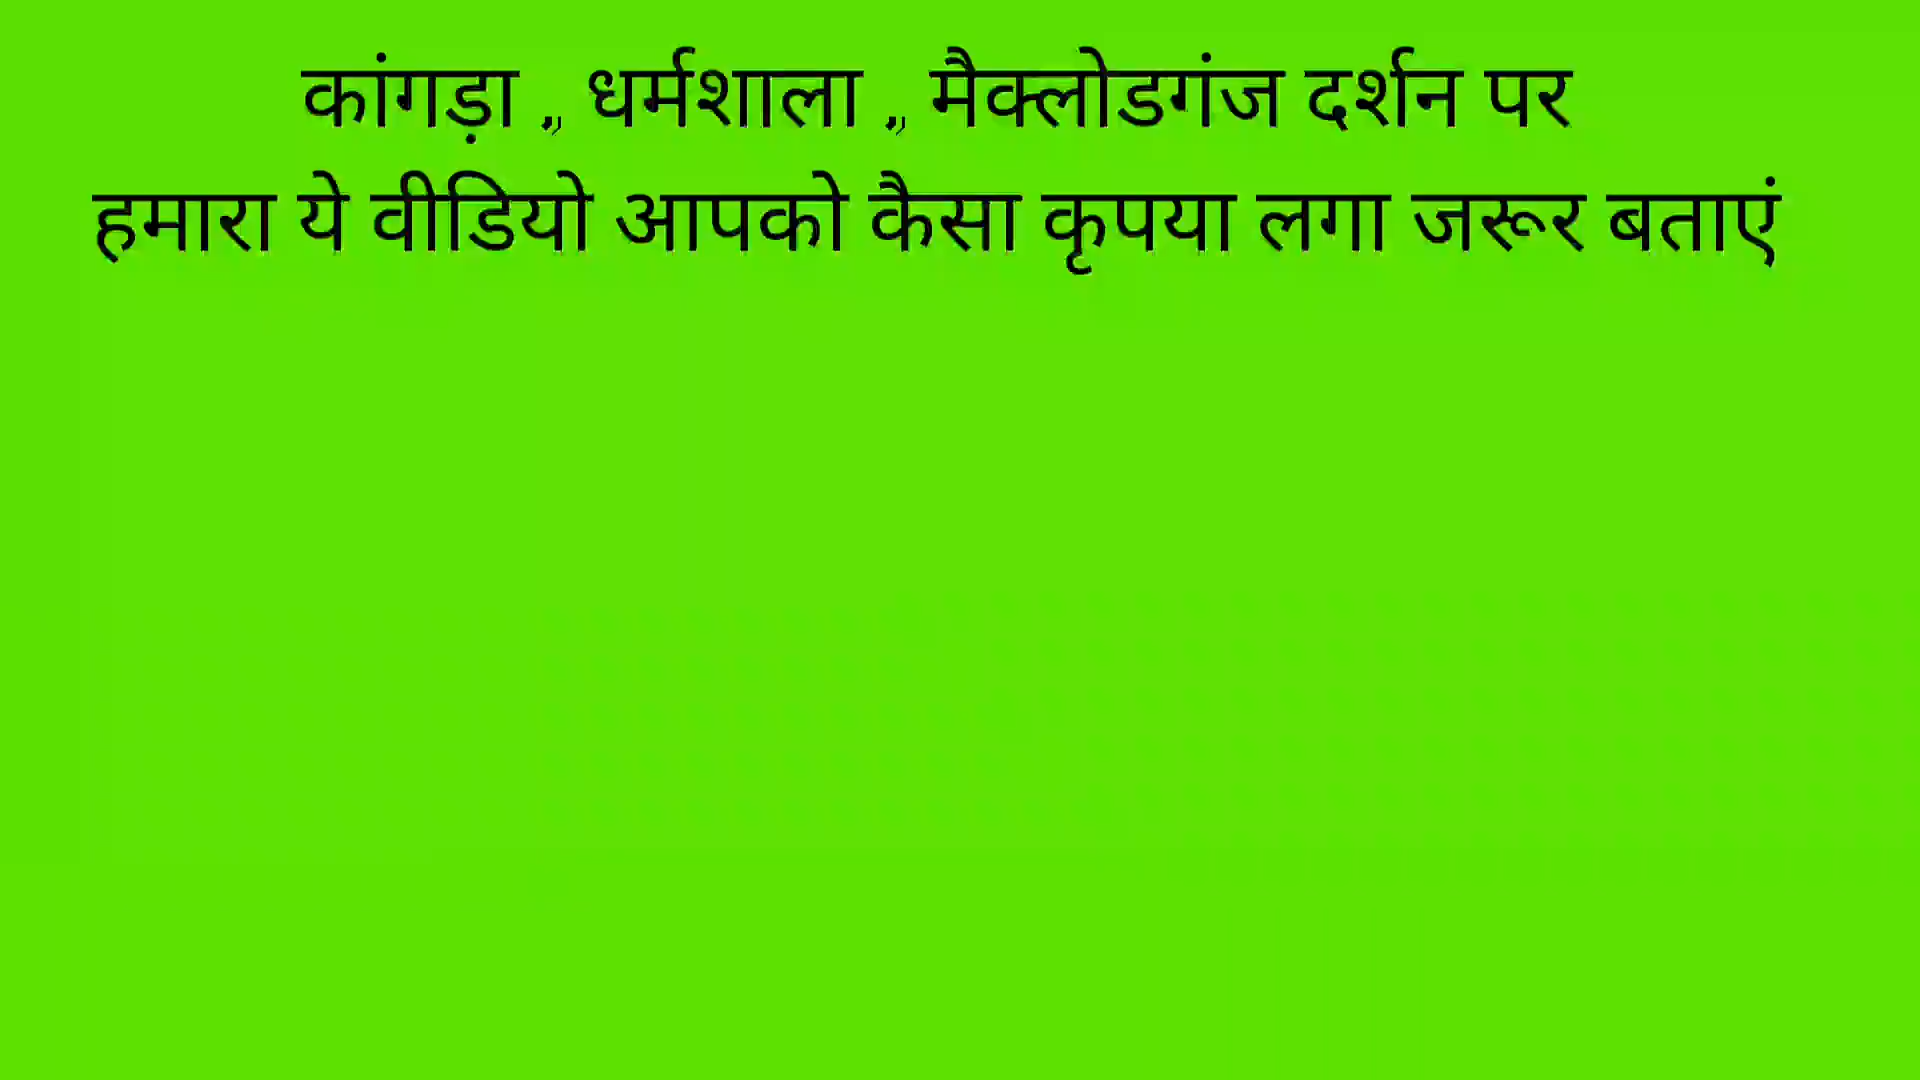 कांगड़ा ,, धर्मशाला ,, मैक्लोडगंज दर्शन पर
हमारा ये वीडियो आपको कैसा कृपया लगा जरूर बताएं